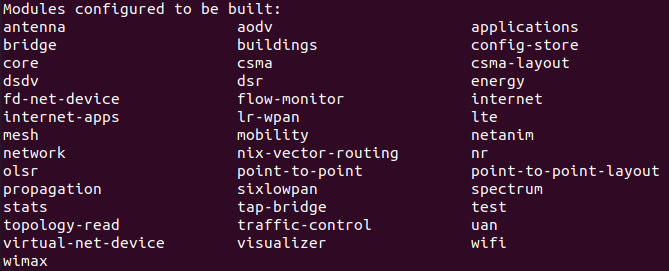 Modules configured to be built:
antenna aodv applications
bridge buildings config-store
core csma csma-layout
dsdv dsr energy
fd-net-device flow-monitor internet
internet-apps lr-wpan lte
mesh mobility netanim
network nix-vector-routing nr
olsr point-to-point point-to-point-layout
propagation sixlowpan spectrum
stats tap-bridge test
topology-read traffic-control uan
virtual-net-device visualizer wifi
wimax